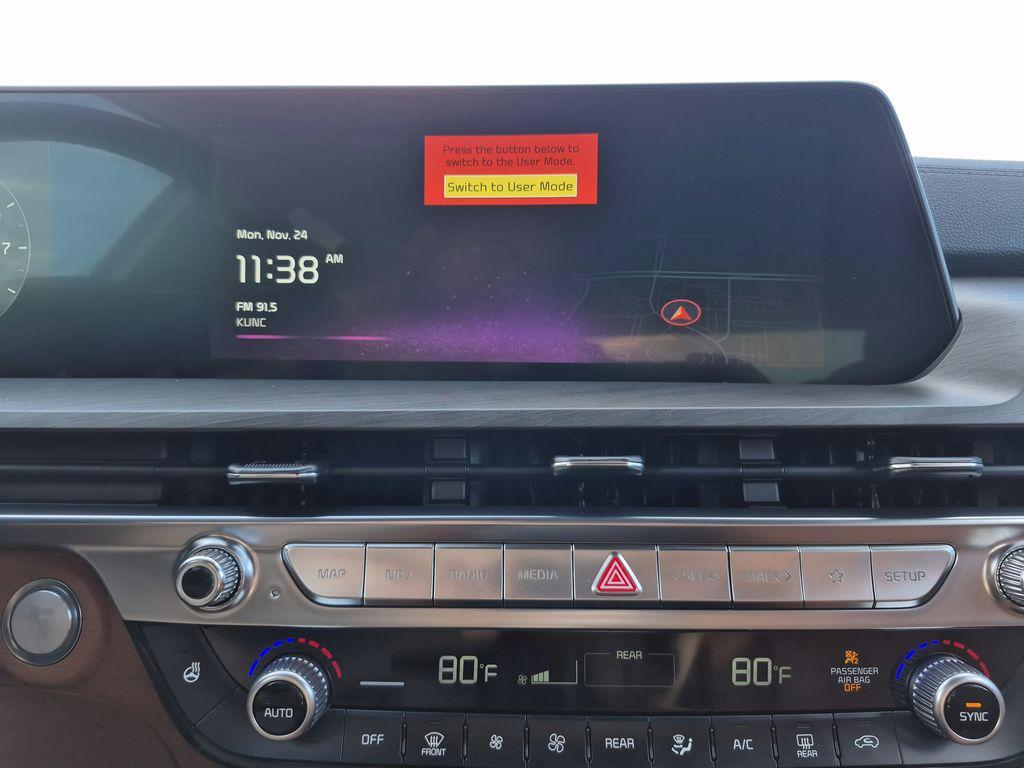 Press the button below to
switch to the User Mode.
Switch to User Mode
Mon, Nov. 24
11:38 AM
FM 91.5
KUNC
7
MAP
NAV
RADIO
MEDIA
< SEEK
TRACK >
SETUP
80°F
REAR
80°F
PASSENGER
AIR BAG
OFF
AUTO
SYNC
OFF
FRONT
REAR
A/C
REAR